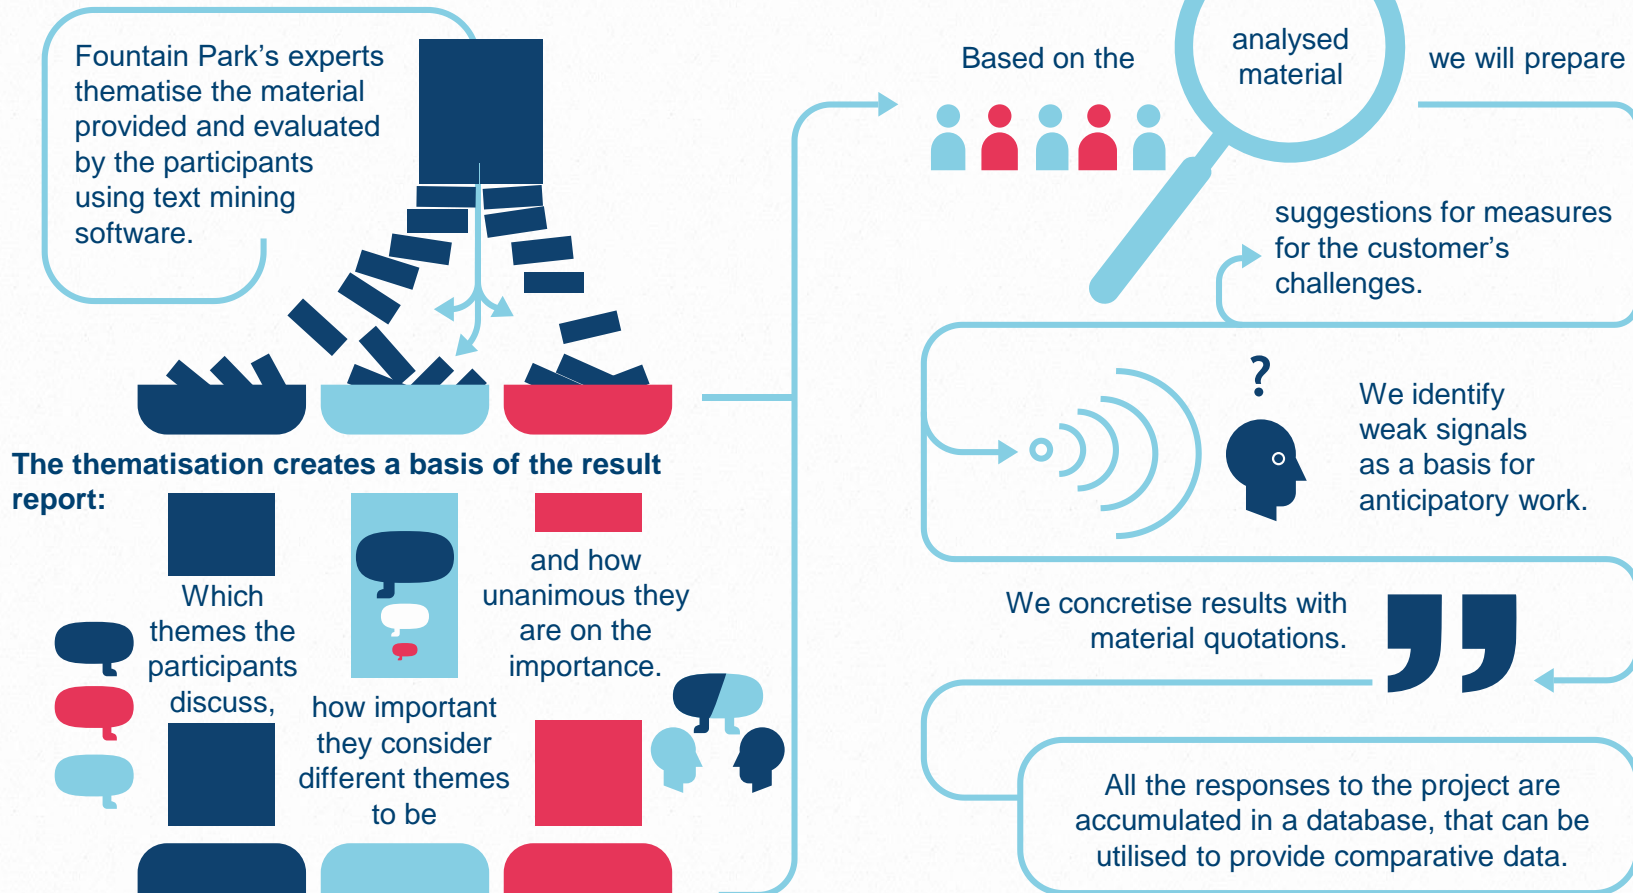 Fountain Park’s experts
thematise the material
provided and evaluated
by the participants
using text mining
software.
The thematisation creates a basis of the result
report:
Which
themes the
participants
discuss,
how important
they consider
different themes
to be
and how
unanimous they
are on the
importance.
Based on the
analysed
material
we will prepare
suggestions for measures
for the customer’s
challenges.
?
We identify
weak signals
as a basis for
anticipatory work.
We concretise results with
material quotations.
”
All the responses to the project are
accumulated in a database, that can be
utilised to provide comparative data.